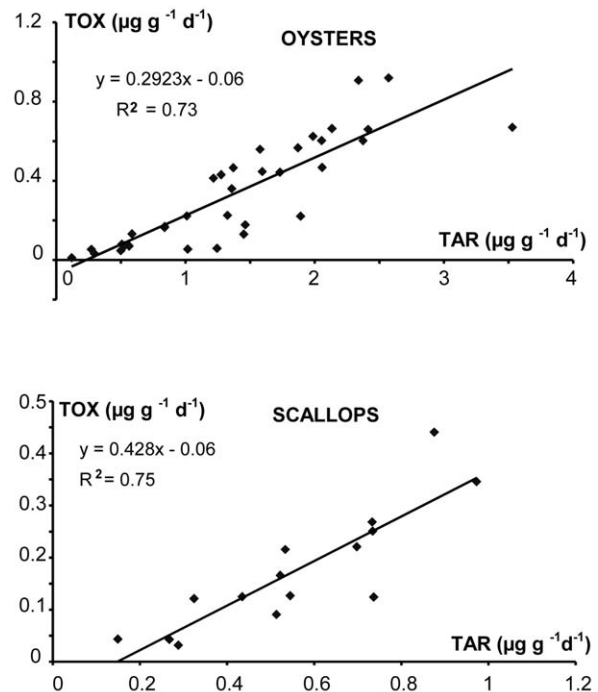 TOX (µg g ⁻¹ d⁻¹)
OYSTERS
y = 0.2923x - 0.06
R² = 0.73
1.2
0.8
0.4
0
TAR (µg g ⁻¹ d⁻¹)
0 1 2 3 4
TOX (µg g ⁻¹ d⁻¹)
SCALLOPS
y = 0.428x - 0.06
R² = 0.75
0.5
0.4
0.3
0.2
0.1
0
TAR (µg g ⁻¹ d⁻¹)
0 0.2 0.4 0.6 0.8 1 1.2